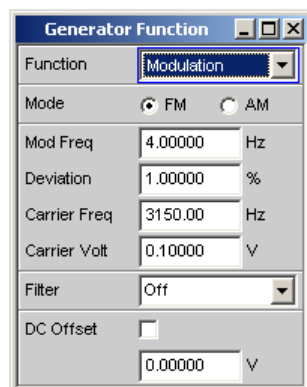 Generator Function
Function Modulation
Mode FM AM
Mod Freq 4.00000 Hz
Deviation 1.00000 %
Carrier Freq 3150.00 Hz
Carrier Volt 0.10000 V
Filter Off
DC Offset
0.00000 V